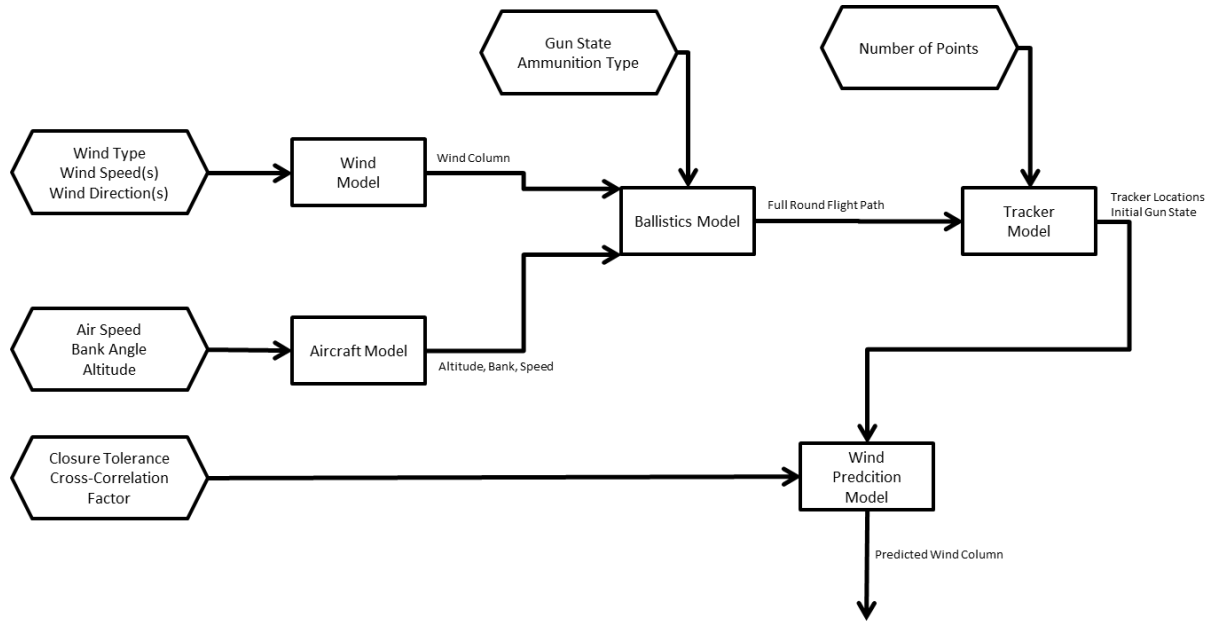 Gun State
Ammunition Type
Number of Points
Wind Type
Wind Speed(s)
Wind Direction(s)
Wind
Model
Wind Column
Ballistics Model
Full Round Flight Path
Tracker
Model
Tracker Locations
Initial Gun State
Air Speed
Bank Angle
Altitude
Aircraft Model
Altitude, Bank, Speed
Closure Tolerance
Cross-Correlation
Factor
Wind
Predcition
Model
Predicted Wind Column